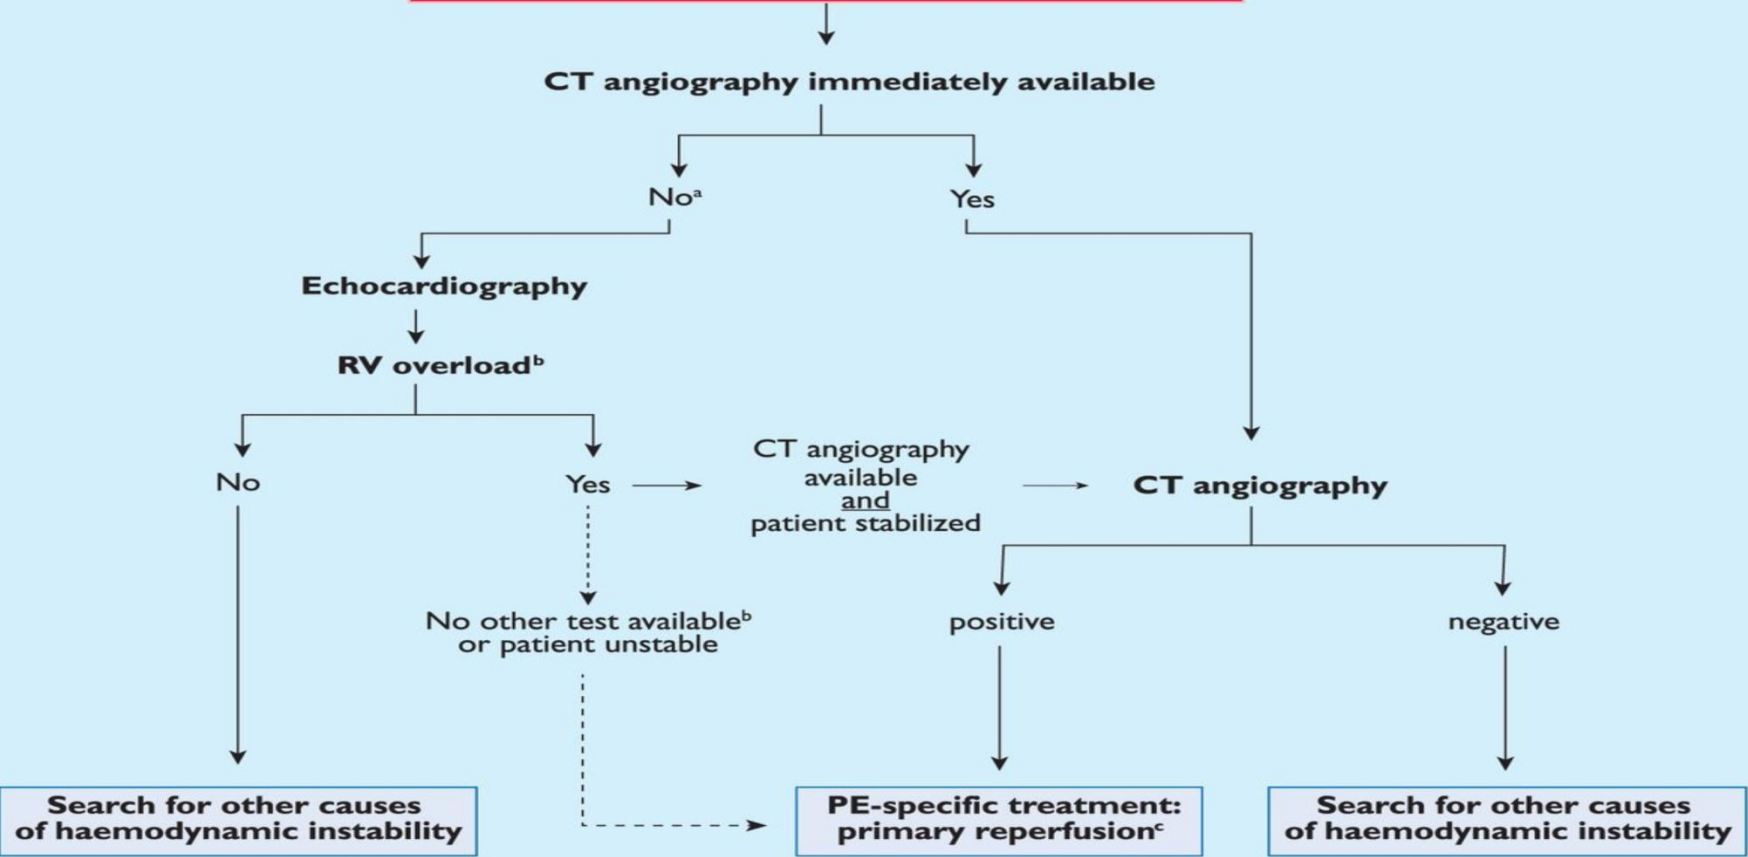 CT angiography immediately available
Noᵃ
Yes
Echocardiography
RV overloadᵇ
No
Yes
CT angiography
available
and
patient stabilized
CT angiography
No other test availableᵇ
or patient unstable
positive
negative
Search for other causes
of haemodynamic instability
PE-specific treatment:
primary reperfusionᶜ
Search for other causes
of haemodynamic instability